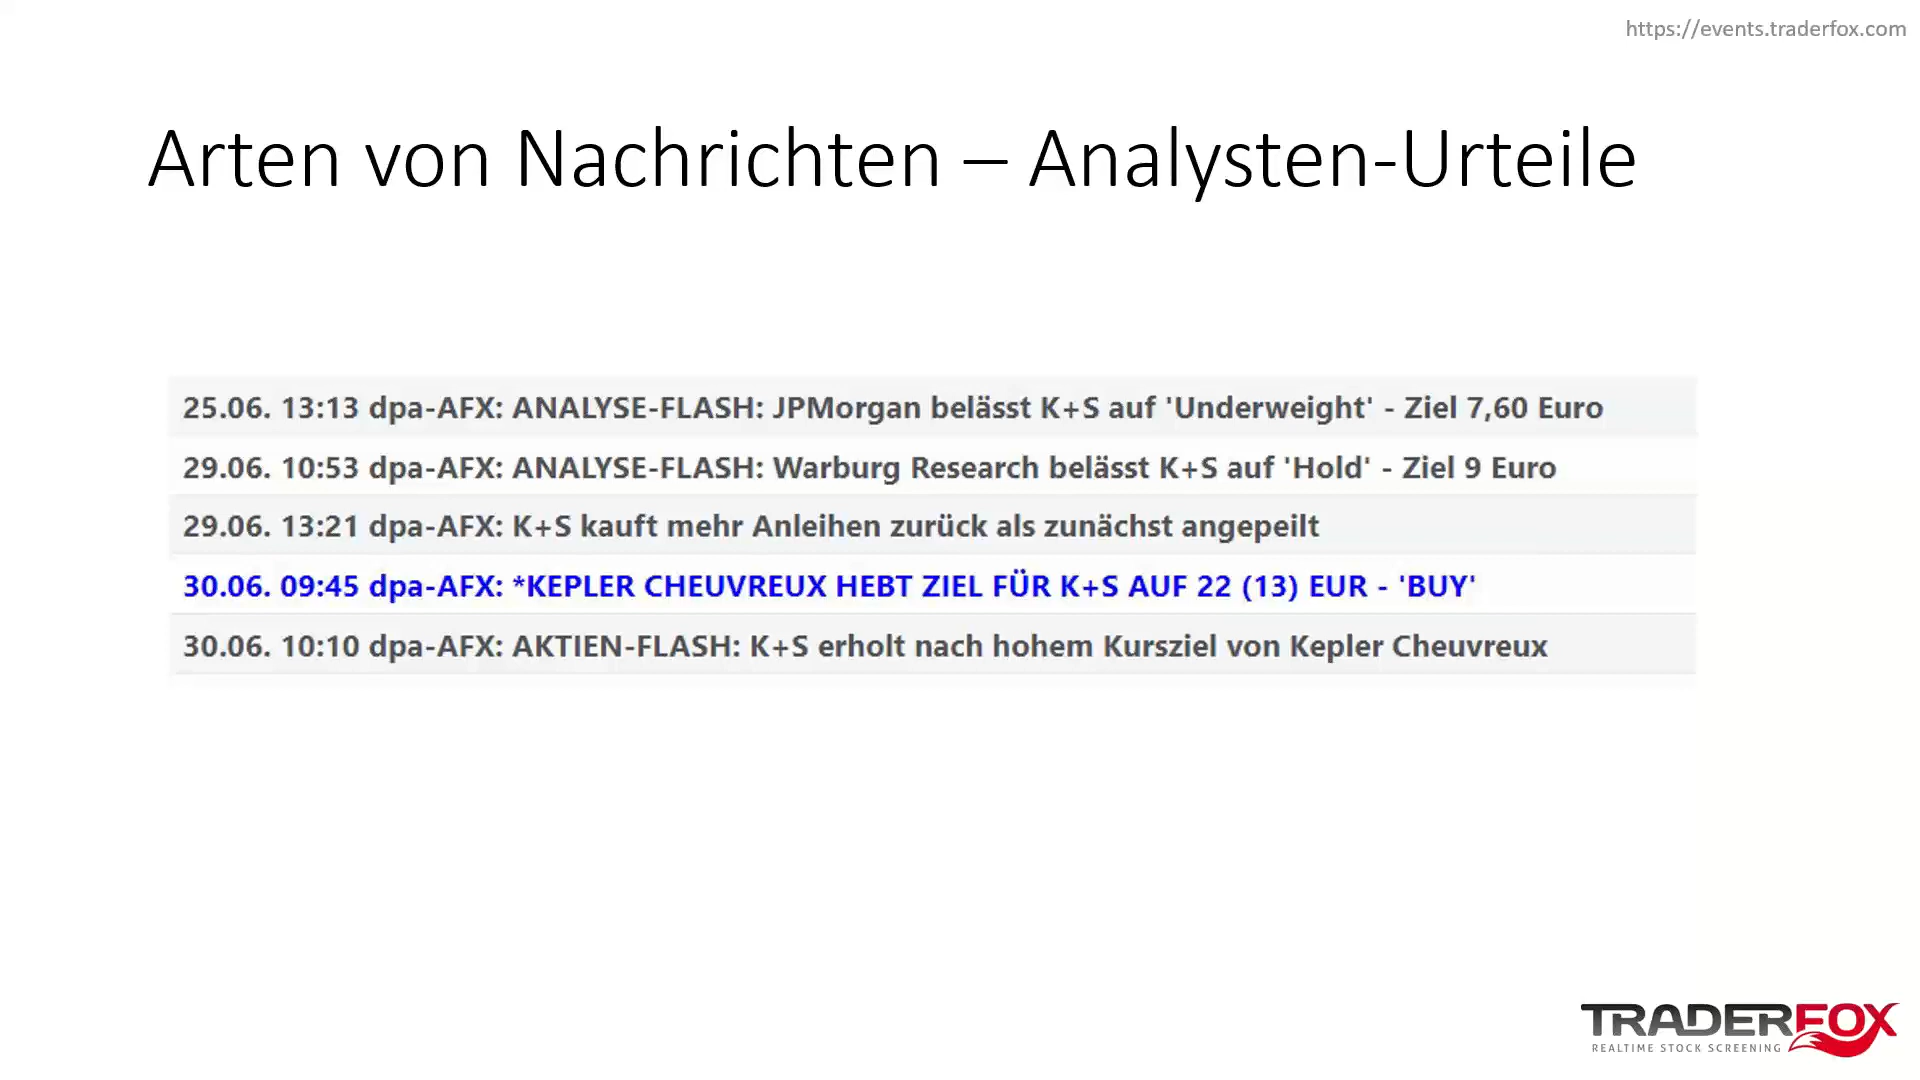 https://events.traderfox.com
Arten von Nachrichten – Analysten-Urteile
25.06. 13:13 dpa-AFX: ANALYSE-FLASH: JPMorgan belässt K+S auf 'Underweight' - Ziel 7,60 Euro
29.06. 10:53 dpa-AFX: ANALYSE-FLASH: Warburg Research belässt K+S auf 'Hold' - Ziel 9 Euro
29.06. 13:21 dpa-AFX: K+S kauft mehr Anleihen zurück als zunächst angepeilt
30.06. 09:45 dpa-AFX: *KEPLER CHEUVREUX HEBT ZIEL FÜR K+S AUF 22 (13) EUR - 'BUY'
30.06. 10:10 dpa-AFX: AKTIEN-FLASH: K+S erholt nach hohem Kursziel von Kepler Cheuvreux
TRADERFOX
REALTIME STOCK SCREENING